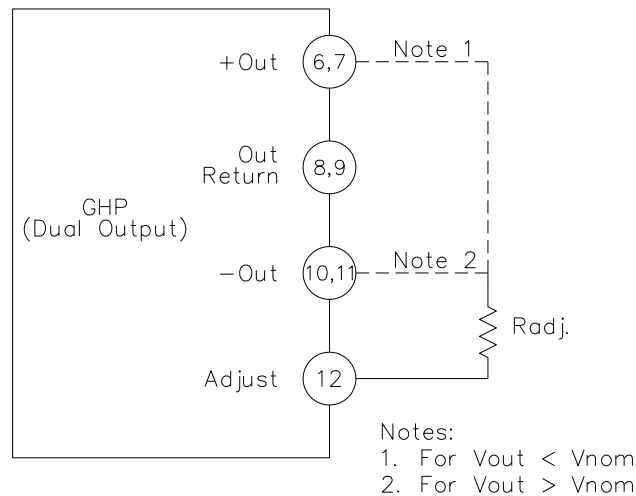 +Out
6,7
Note 1
Out
Return
8,9
GHP
(Dual Output)
-Out
10,11
Note 2
Radj.
Adjust
12
Notes:
1. For Vout < Vnom
2. For Vout > Vnom